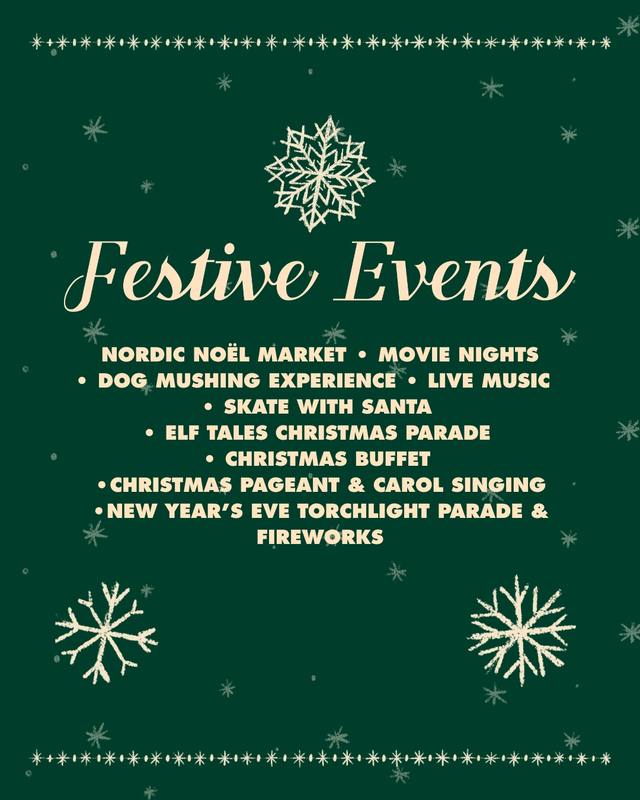 Festive Events
NORDIC NOËL MARKET • MOVIE NIGHTS
• DOG MUSHING EXPERIENCE • LIVE MUSIC
• SKATE WITH SANTA
• ELF TALES CHRISTMAS PARADE
• CHRISTMAS BUFFET
•CHRISTMAS PAGEANT & CAROL SINGING
•NEW YEAR’S EVE TORCHLIGHT PARADE &
FIREWORKS